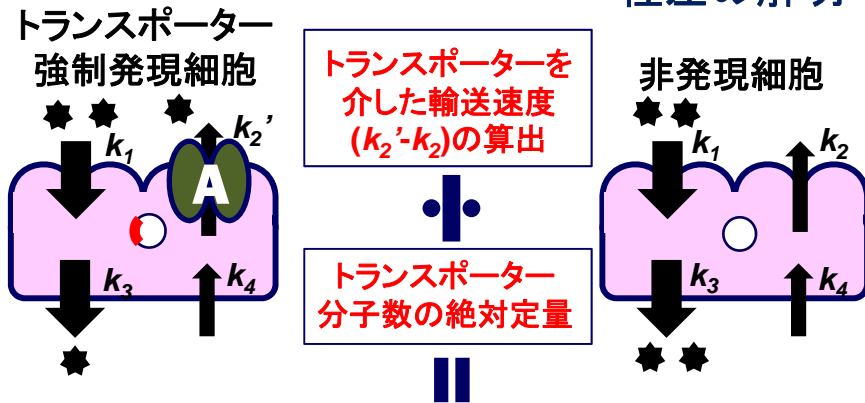 トランスポーター
強制発現細胞
k1
k2'
A
k3
k4
トランスポーターを
介した輸送速度
(k2'-k2)の算出
÷
トランスポーター
分子数の絶対定量
非発現細胞
k1
k2
k3
k4